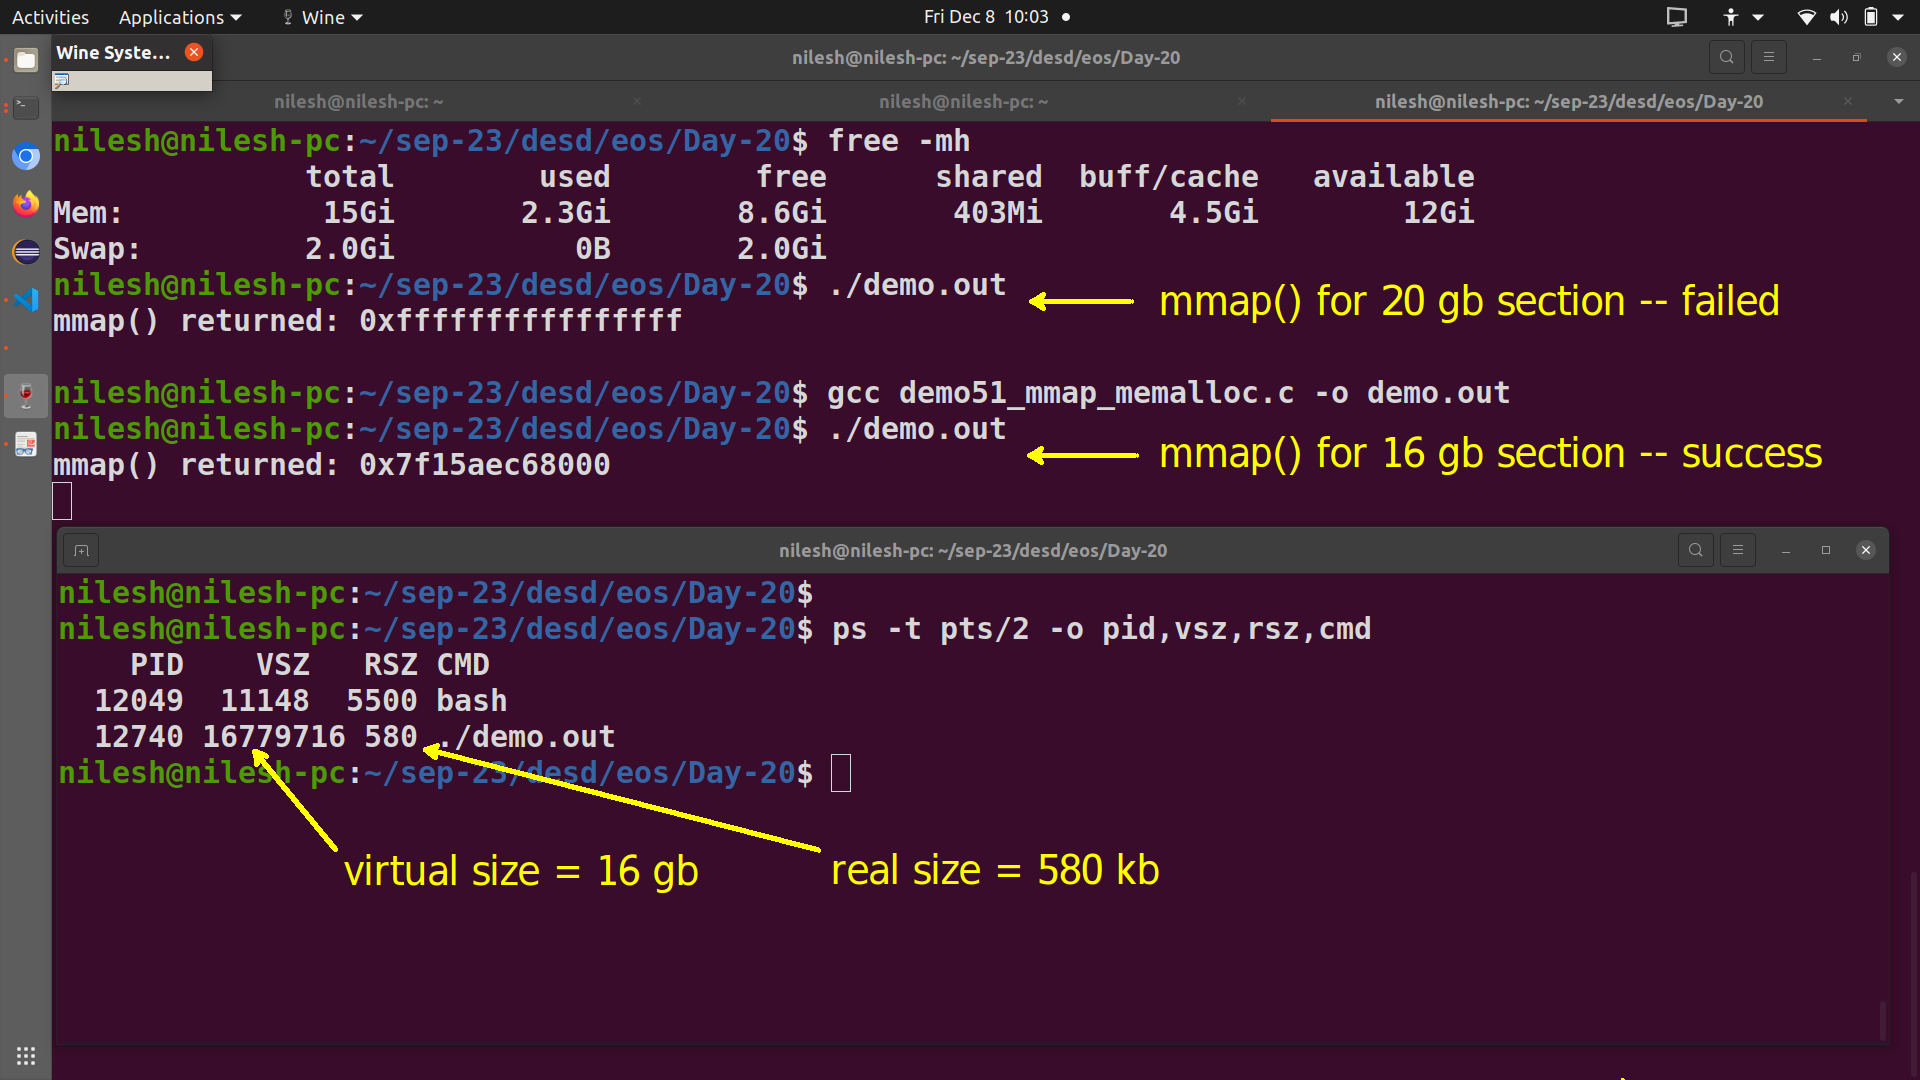 Activities Applications Wine Fri Dec 8 10:03
Wine Syste...
nilesh@nilesh-pc: ~/sep-23/desd/eos/Day-20
nilesh@nilesh-pc: ~ nilesh@nilesh-pc: ~ nilesh@nilesh-pc: ~/sep-23/desd/eos/Day-20
nilesh@nilesh-pc:~/sep-23/desd/eos/Day-20$ free -mh
total used free shared buff/cache available
Mem: 15Gi 2.3Gi 8.6Gi 403Mi 4.5Gi 12Gi
Swap: 2.0Gi 0B 2.0Gi
nilesh@nilesh-pc:~/sep-23/desd/eos/Day-20$ ./demo.out
mmap() for 20 gb section -- failed
mmap() returned: 0xffffffffffffffff
nilesh@nilesh-pc:~/sep-23/desd/eos/Day-20$ gcc demo51_mmap_memalloc.c -o demo.out
nilesh@nilesh-pc:~/sep-23/desd/eos/Day-20$ ./demo.out
mmap() for 16 gb section -- success
mmap() returned: 0x7f15aec68000
nilesh@nilesh-pc: ~/sep-23/desd/eos/Day-20
nilesh@nilesh-pc:~/sep-23/desd/eos/Day-20$
nilesh@nilesh-pc:~/sep-23/desd/eos/Day-20$ ps -t pts/2 -o pid,vsz,rsz,cmd
PID VSZ RSZ CMD
12049 11148 5500 bash
12740 16779716 580 ./demo.out
nilesh@nilesh-pc:~/sep-23/desd/eos/Day-20$
virtual size = 16 gb real size = 580 kb